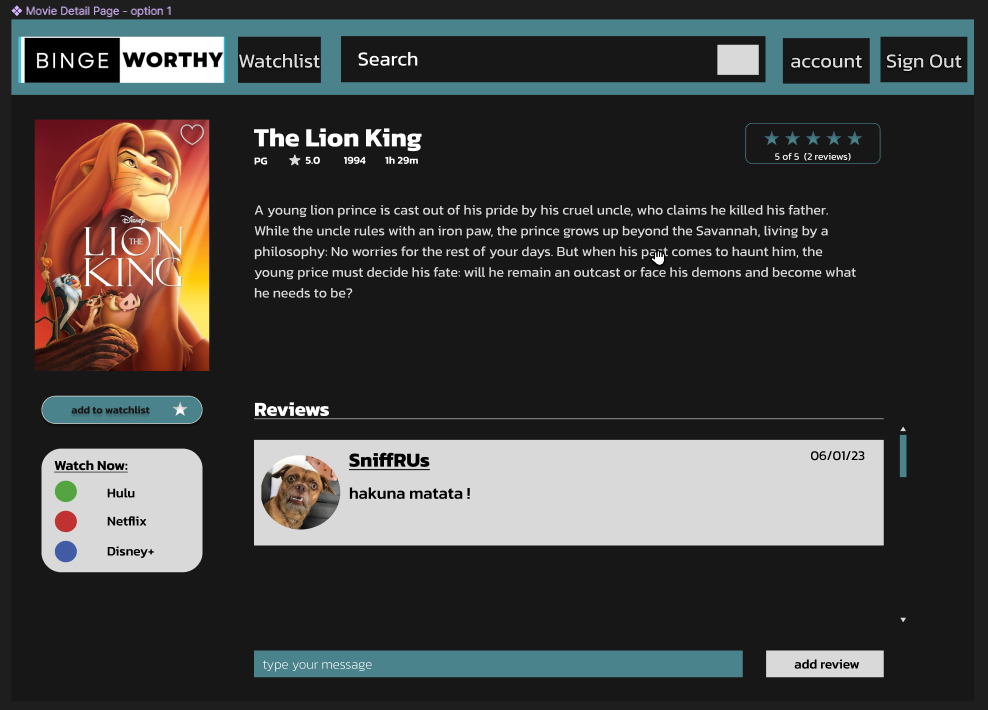 Movie Detail Page - option 1
BINGE WORTHY
Watchlist
Search
account
Sign Out
DISNEY
THE
LION
KING
The Lion King
PG 5.0 1994 1h 29m
5 of 5 (2 reviews)
A young lion prince is cast out of his pride by his cruel uncle, who claims he killed his father.
While the uncle rules with an iron paw, the prince grows up beyond the Savannah, living by a
philosophy: No worries for the rest of your days. But when his past comes to haunt him, the
young price must decide his fate: will he remain an outcast or face his demons and become what
he needs to be?
add to watchlist
Watch Now:
Hulu
Netflix
Disney+
Reviews
SniffRUs
06/01/23
hakuna matata !
type your message
add review